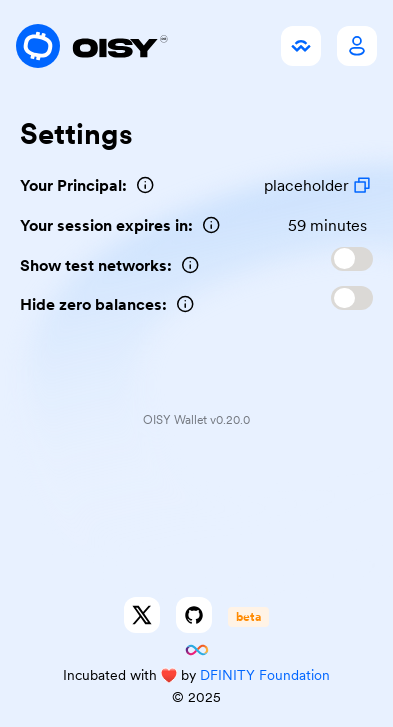 OISY
Settings
Your Principal: placeholder
Your session expires in: 59 minutes
Show test networks:
Hide zero balances:
OISY Wallet v0.20.0
beta
Incubated with ❤️ by DFINITY Foundation
© 2025